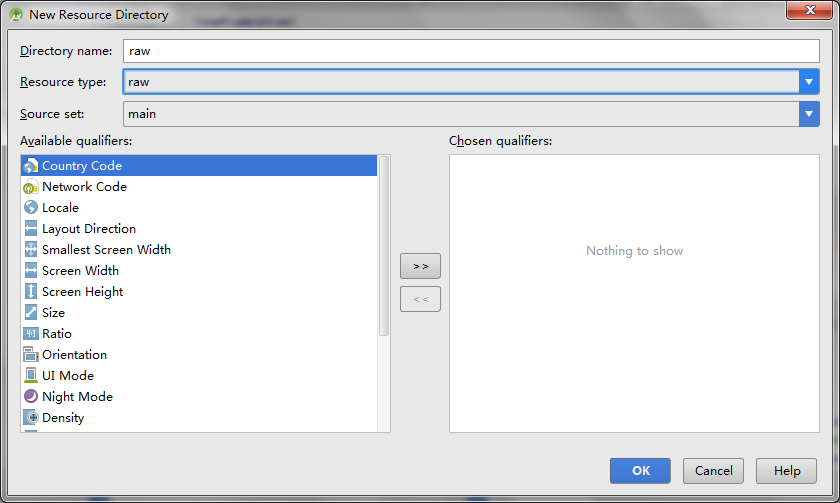 New Resource Directory
Directory name: raw
Resource type: raw
Source set: main
Available qualifiers:
Chosen qualifiers:
Country Code
Network Code
Locale
Layout Direction
Smallest Screen Width
Screen Width
Screen Height
Size
Ratio
Orientation
UI Mode
Night Mode
Density
>>
<<
Nothing to show
OK Cancel Help